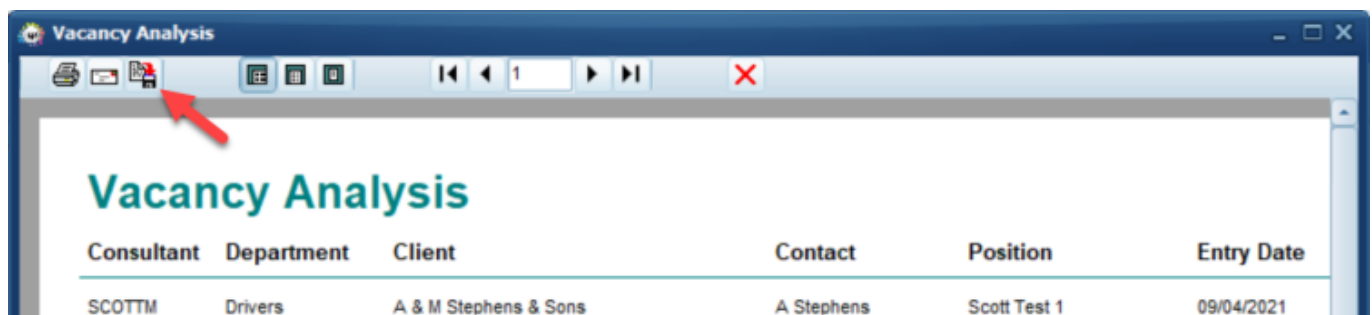 Vacancy Analysis
1
Vacancy Analysis
Consultant Department Client Contact Position Entry Date
SCOTTM Drivers A & M Stephens & Sons A Stephens Scott Test 1 09/04/2021